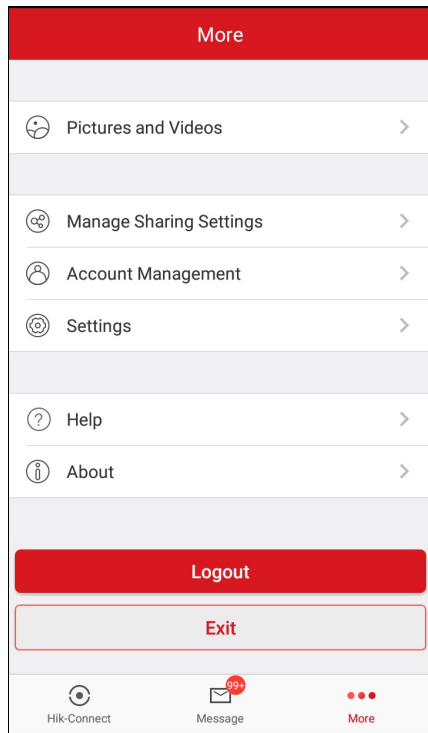 More
Pictures and Videos
Manage Sharing Settings
Account Management
Settings
Help
About
Logout
Exit
99+
Hik-Connect
Message
More